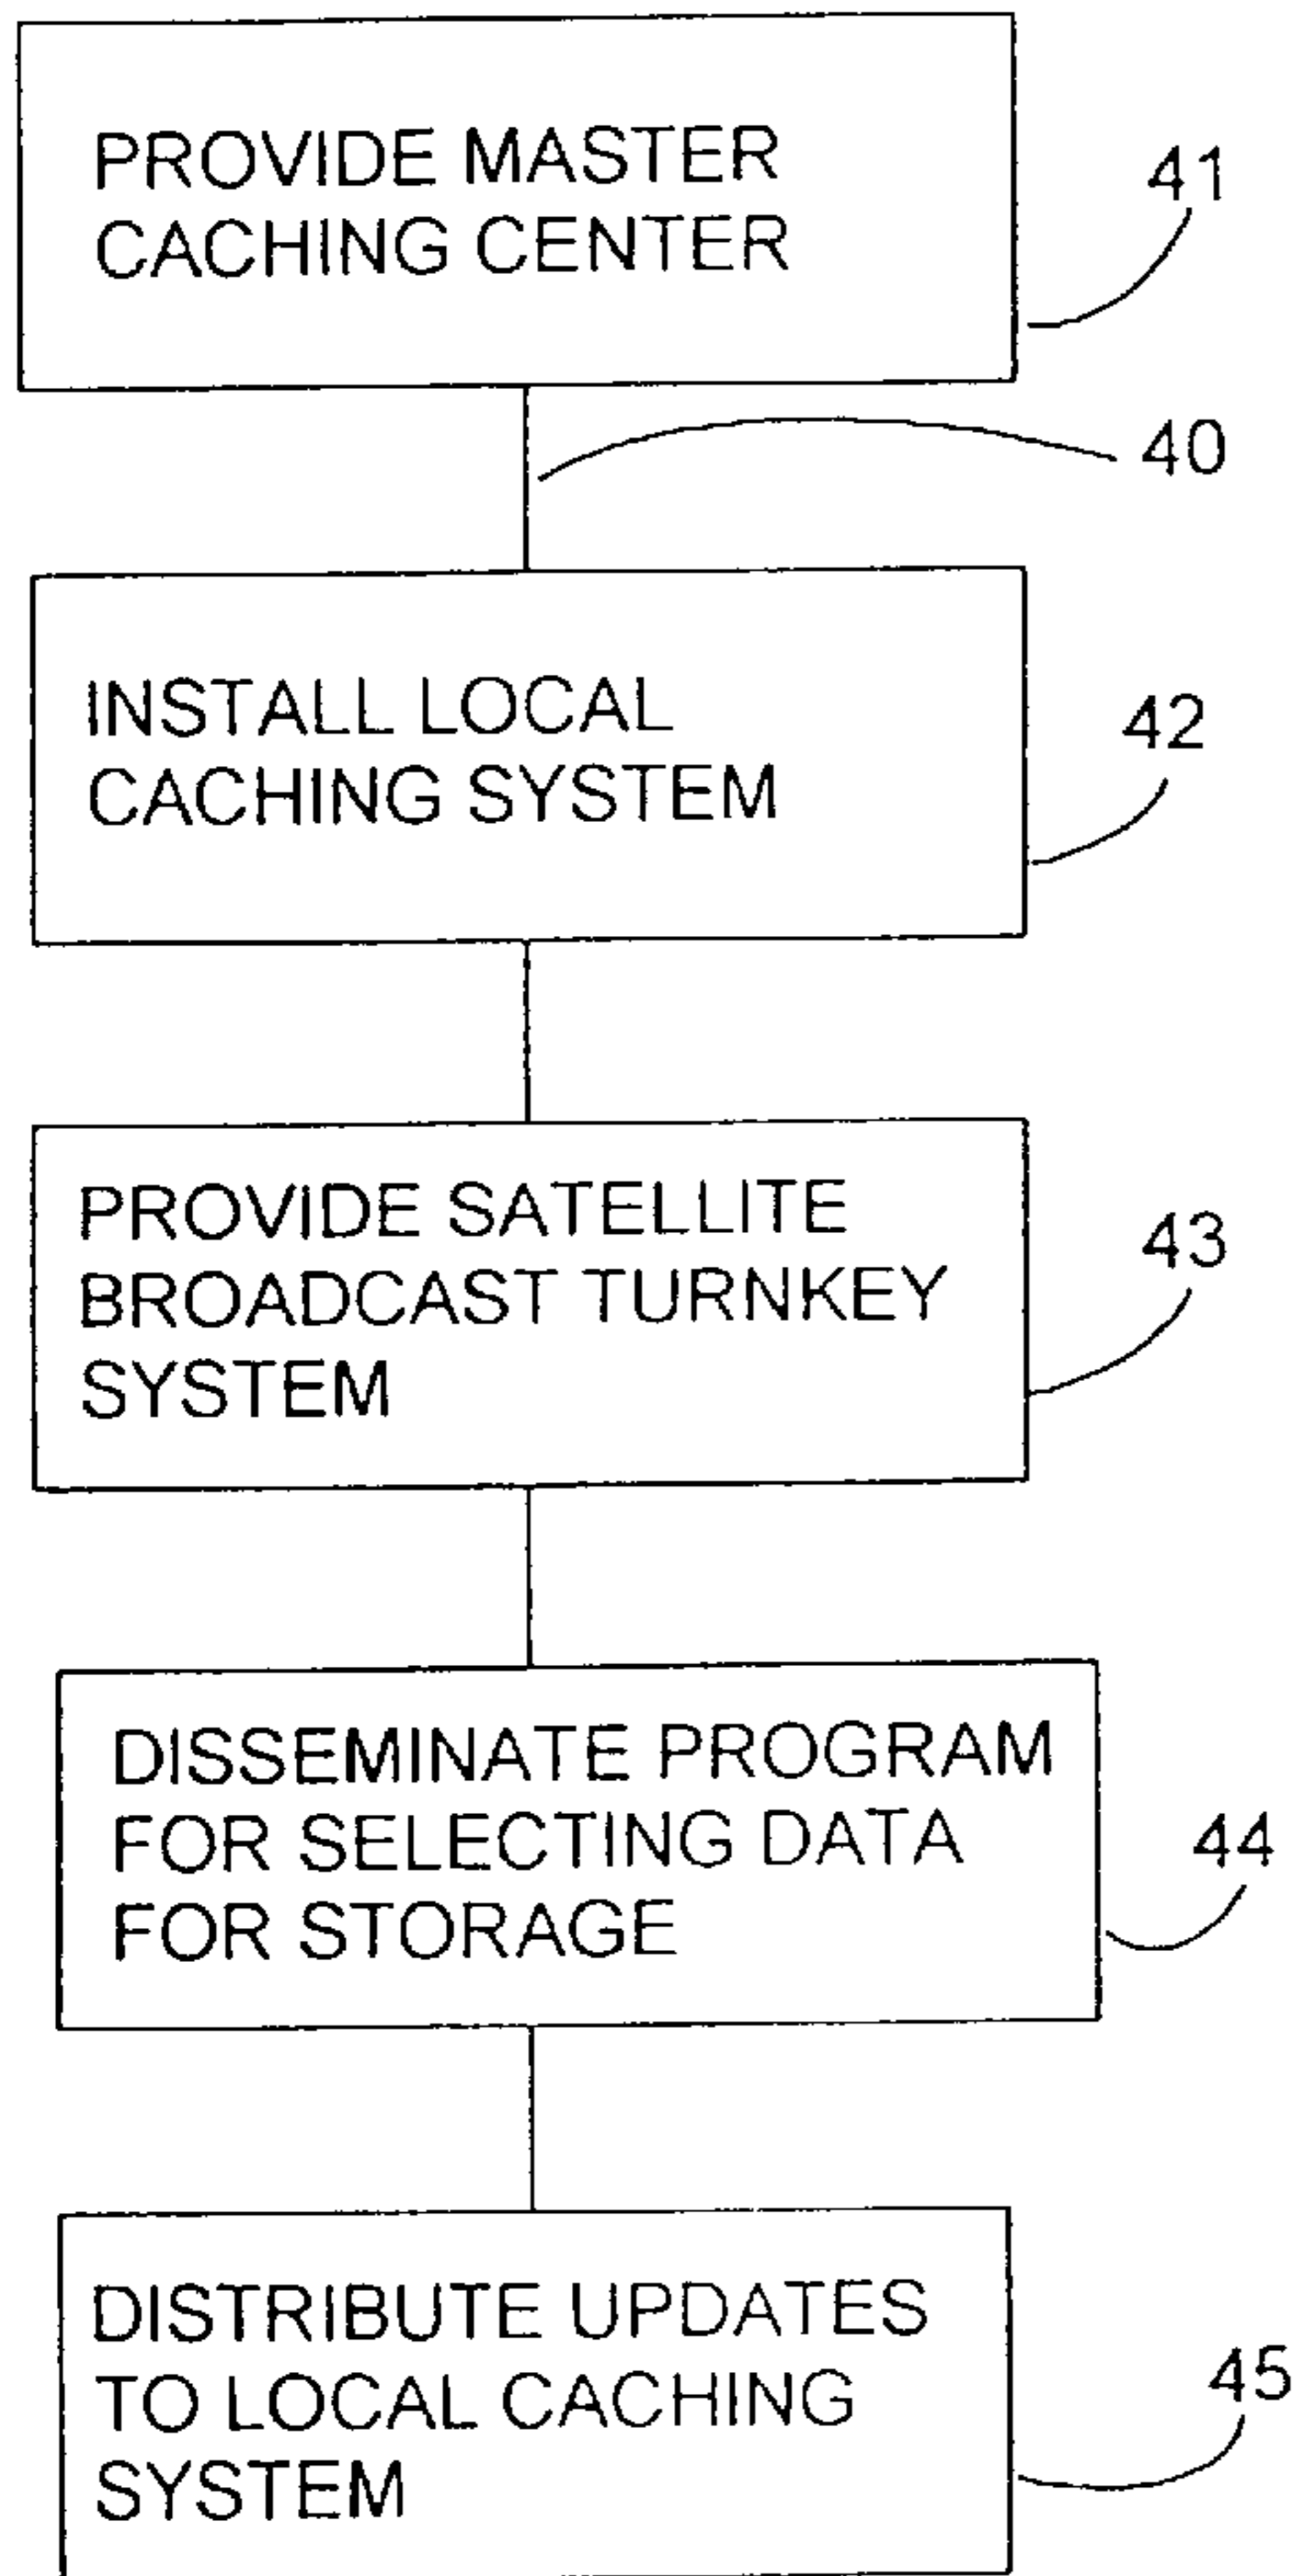 PROVIDE MASTER
CACHING CENTER
41
40
INSTALL LOCAL
CACHING SYSTEM
42
PROVIDE SATELLITE
BROADCAST TURNKEY
SYSTEM
43
DISSEMINATE PROGRAM
FOR SELECTING DATA
FOR STORAGE
44
DISTRIBUTE UPDATES
TO LOCAL CACHING
SYSTEM
45